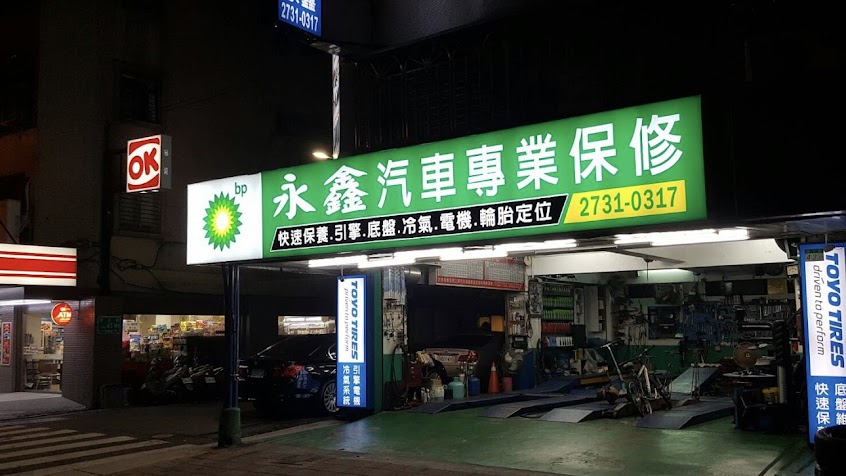 2731-0317
OK
bp
永鑫汽車專業保修
快速保養.引擎.底盤.冷氣.電機.輪胎定位
2731-0317
ATM
TOYO TIRES
driven to perform
引擎電機
冷氣系統
TOYO TIRES
driven to perform
底盤維
快速保養